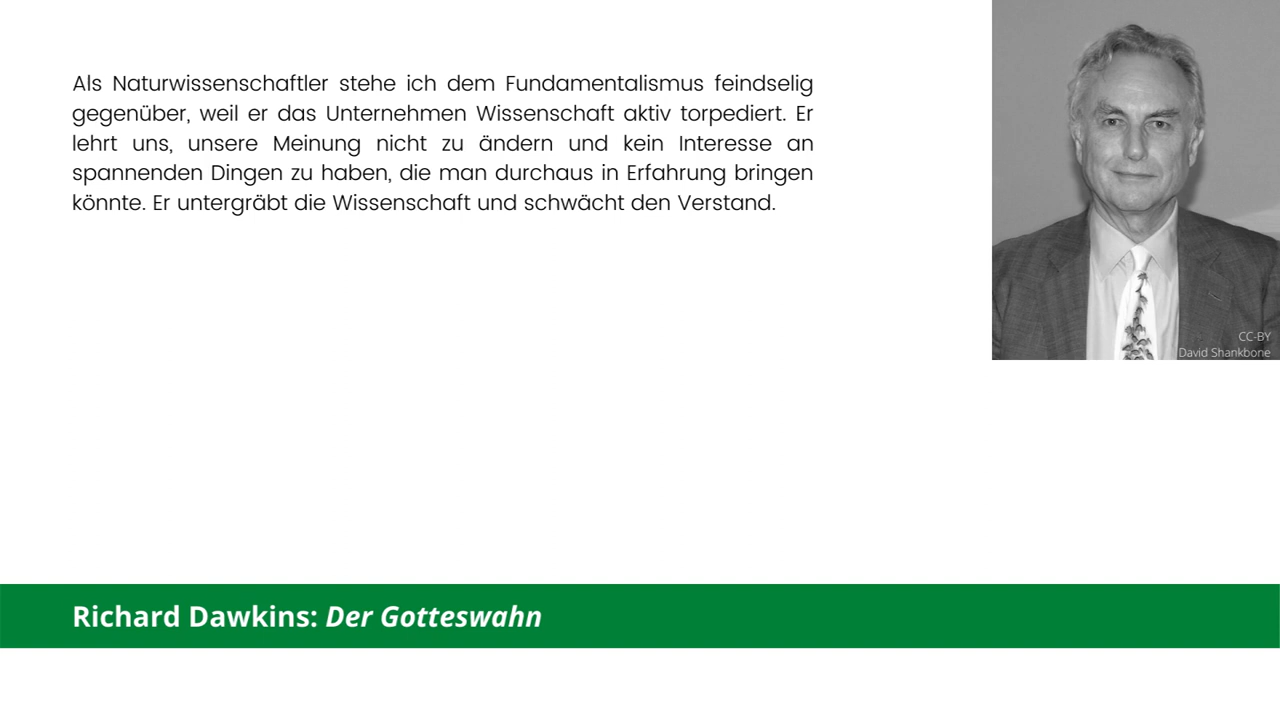 Als Naturwissenschaftler stehe ich dem Fundamentalismus feindselig
gegenüber, weil er das Unternehmen Wissenschaft aktiv torpediert. Er
lehrt uns, unsere Meinung nicht zu ändern und kein Interesse an
spannenden Dingen zu haben, die man durchaus in Erfahrung bringen
könnte. Er untergräbt die Wissenschaft und schwächt den Verstand.
CC-BY
David Shankbone
Richard Dawkins: Der Gotteswahn